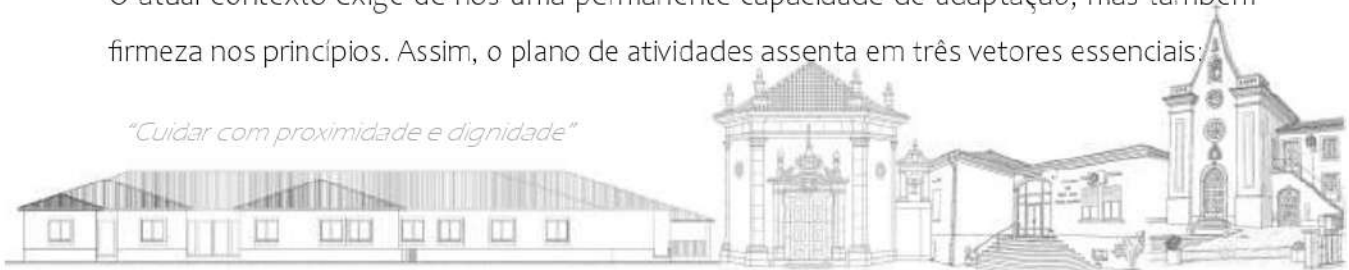 O atual contexto exige de nós uma permanente capacidade de adaptação, mas também
firmeza nos princípios. Assim, o plano de atividades assenta em três vetores essenciais:
“Cuidar com proximidade e dignidade”